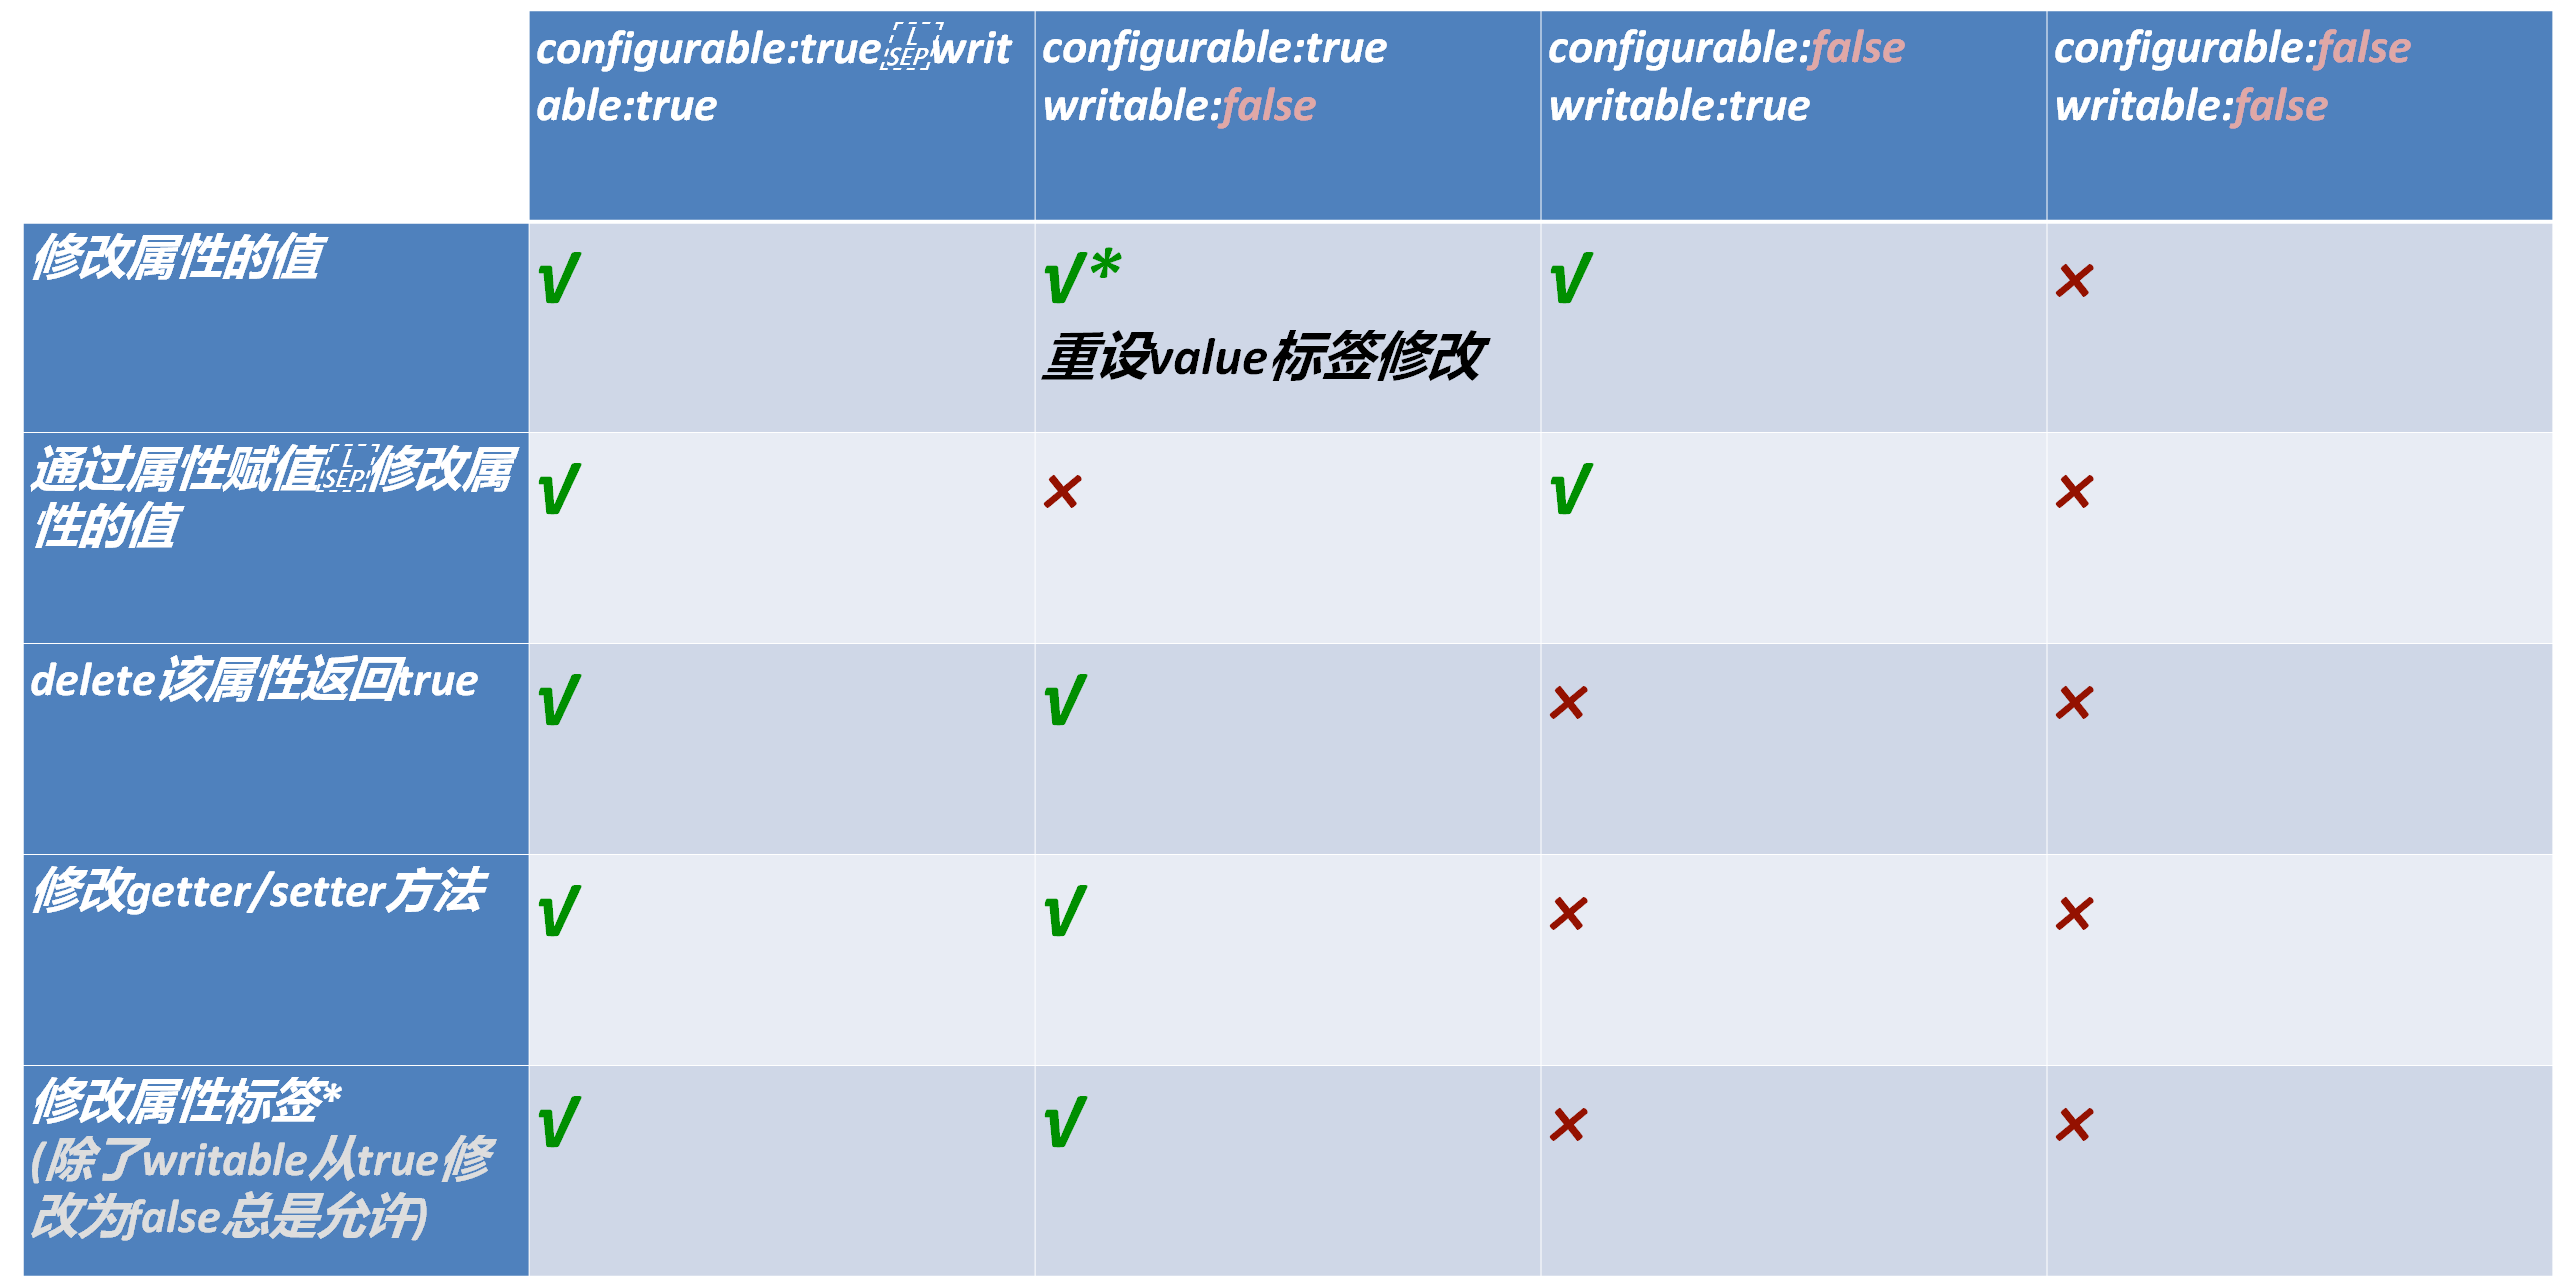 configurable:true writ
able:true
configurable:true
writable:false
configurable:false
writable:true
configurable:false
writable:false
修改属性的值
√
√*
重设value标签修改
√
×
通过属性赋值 修改属
性的值
√
×
√
×
delete该属性返回true
√
√
×
×
修改getter/setter方法
√
√
×
×
修改属性标签*
(除了writable从true修
改为false总是允许)
√
√
×
×